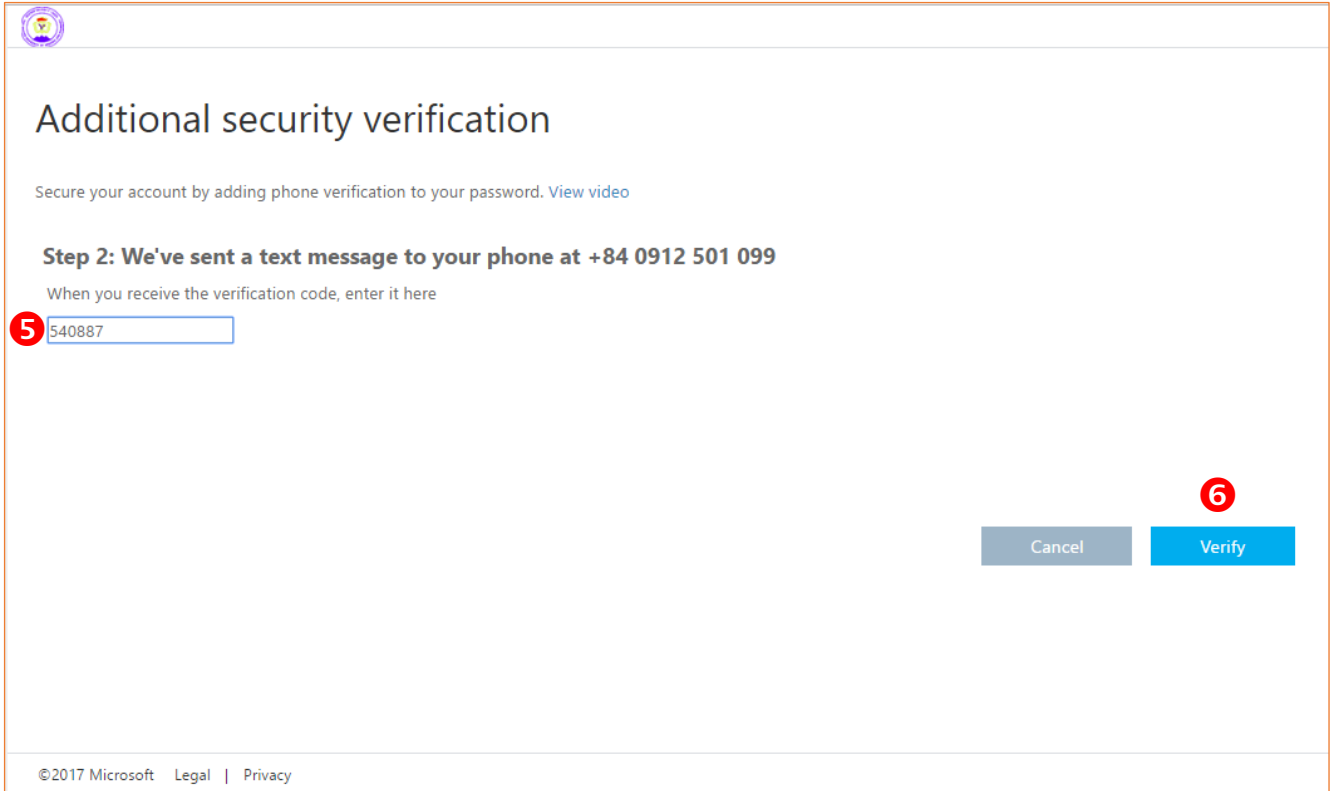 Additional security verification
Secure your account by adding phone verification to your password. View video
Step 2: We've sent a text message to your phone at +84 0912 501 099
When you receive the verification code, enter it here
5 540887
6
Cancel Verify
©2017 Microsoft Legal | Privacy